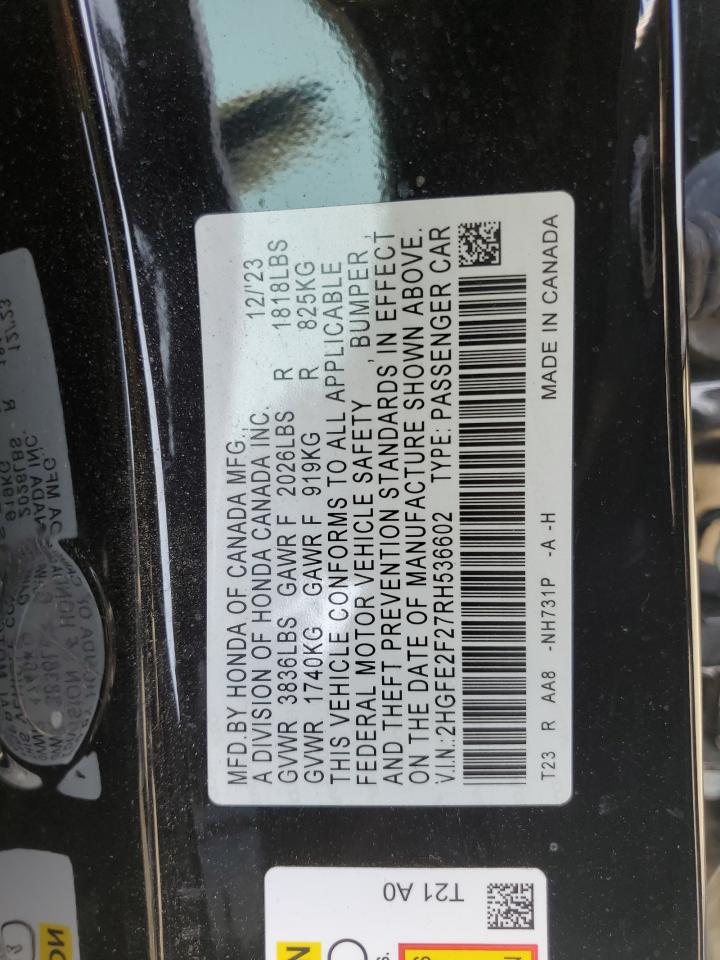 MFD.BY HONDA OF CANADA MFG.,
A DIVISION OF HONDA CANADA INC. 12/'23
GVWR 3836LBS GAWR F 2026LBS R 1818LBS
GVWR 1740KG GAWR F 919KG R 825KG
THIS VEHICLE CONFORMS TO ALL APPLICABLE
FEDERAL MOTOR VEHICLE SAFETY , BUMPER ,
AND THEFT PREVENTION STANDARDS IN EFFECT
ON THE DATE OF MANUFACTURE SHOWN ABOVE.
V.I.N.:2HGFE2F27RH536602 TYPE: PASSENGER CAR
T23 R AA8 -NH731P -A -H MADE IN CANADA
T21 A0